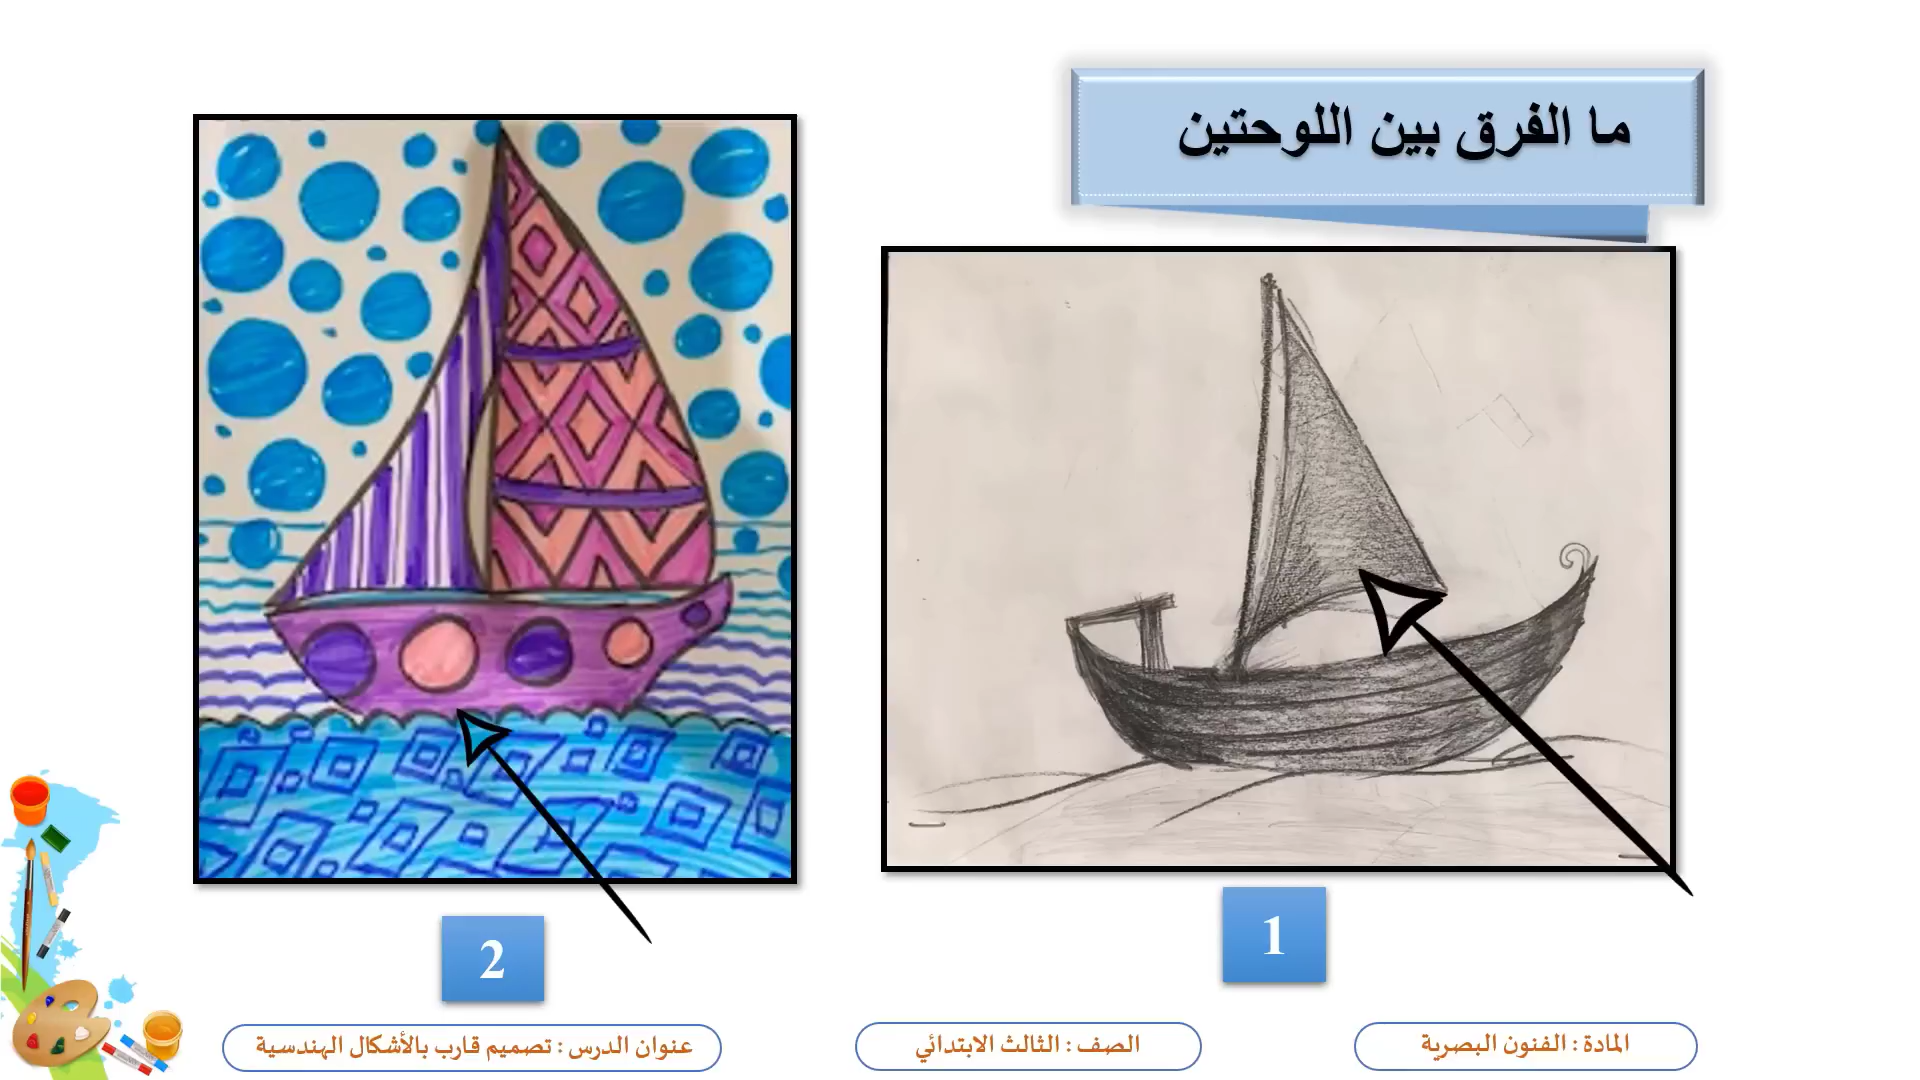 ما الفرق بين اللوحتين
1
2
المادة : الفنون البصرية
الصف : الثالث الابتدائي
عنوان الدرس : تصميم قارب بالأشكال الهندسية